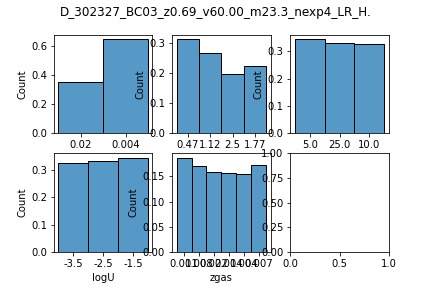 D_302327_BC03_z0.69_v60.00_m23.3_nexp4_LR_H.
0.6
0.4
0.2
0.0
Count
0.02 0.004
0.3
0.2
0.1
0.0
Count
0.47 1.12 2.5 1.77
0.3
0.2
0.1
0.0
Count
5.0 25.0 10.0
0.3
0.2
0.1
0.0
Count
-3.5 -2.5 -1.5
logU
0.15
0.10
0.05
0.00
Count
zgas
1.00
0.75
0.50
0.25
0.00
0.0 0.5 1.0